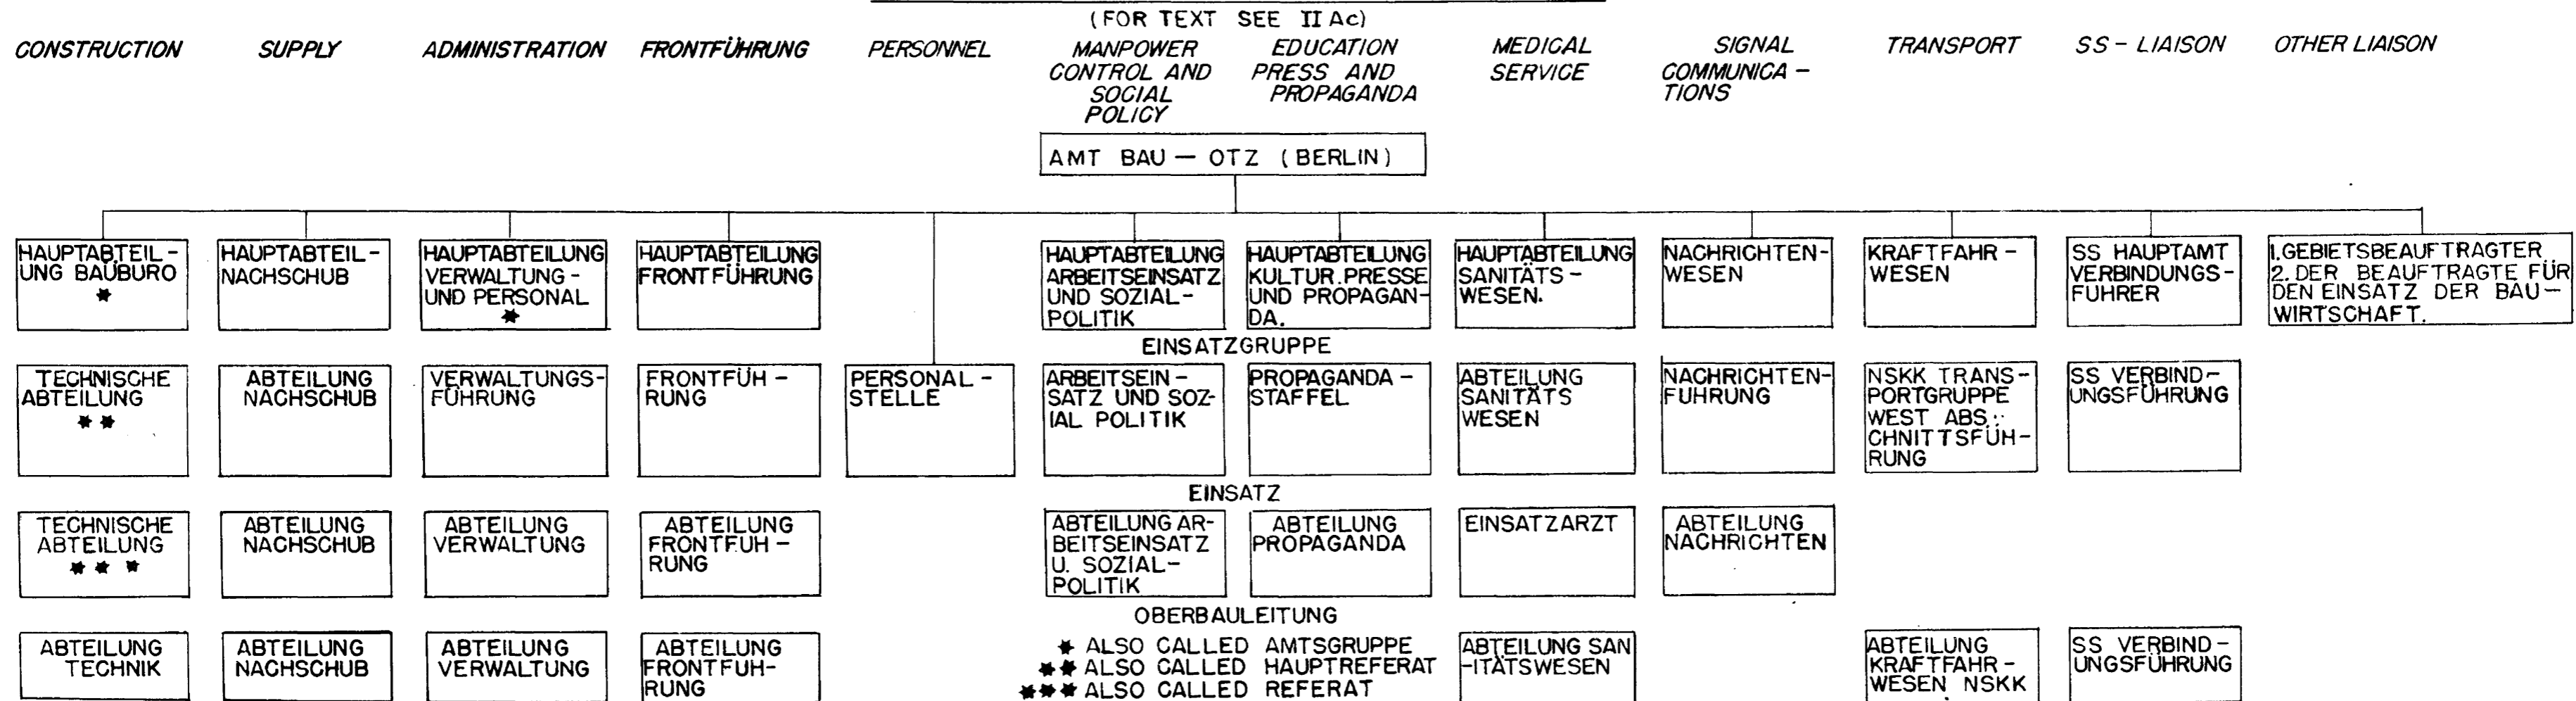 (FOR TEXT SEE II Ac)
CONSTRUCTION
SUPPLY
ADMINISTRATION
FRONTFÜHRUNG
PERSONNEL
MANPOWER
CONTROL AND
SOCIAL
POLICY
EDUCATION
PRESS AND
PROPAGANDA
MEDICAL
SERVICE
SIGNAL
COMMUNICA -
TIONS
TRANSPORT
SS - LIAISON
OTHER LIAISON
AMT BAU — OTZ (BERLIN)
HAUPTABTEIL -
UNG BAÜBURO
*
HAUPTABTEIL -
NACHSCHUB
HAUPTABTEILUNG
VERWALTUNG -
UND PERSONAL
*
HAUPTABTEILUNG
FRONTFÜHRUNG
HAUPTABTEILUNG
ARBEITSEINSATZ
UND SOZIAL-
POLITIK
HAUPTABTEILUNG
KULTUR. PRESSE
UND PROPAGAN-
DA.
HAUPTABTEILUNG
SANITÄTS -
WESEN.
NACHRICHTEN-
WESEN
KRAFTFAHR -
WESEN
SS HAUPTAMT
VERBINDUNGS -
FUHRER
1.GEBIETSBEAUFTRAGTER
2. DER BEAUFTRAGTE FÜR
DEN EINSATZ DER BAU—
WIRTSCHAFT.
EINSATZGRUPPE
TECHNISCHE
ABTEILUNG
* *
ABTEILUNG
NACHSCHUB
VERWALTUNGS-
FÜHRUNG
FRONTFÜH -
RUNG
PERSONAL -
STELLE
ARBEITSEIN -
SATZ UND SOZ-
IAL POLITIK
PROPAGANDA -
STAFFEL
ABTEILUNG
SANITÄTS
WESEN
NACHRICHTEN-
FUHRUNG
NSKK TRANS -
PORTGRUPPE
WEST ABS -
CHNITTSFÜH -
RUNG
SS VERBIND -
UNGSFÜHRUNG
EINSATZ
TECHNISCHE
ABTEILUNG
* * *
ABTEILUNG
NACHSCHUB
ABTEILUNG
VERWALTUNG
ABTEILUNG
FRONTFUH -
RUNG
ABTEILUNG AR-
BEITSEINSATZ
U. SOZIAL-
POLITIK
ABTEILUNG
PROPAGANDA
EINSATZARZT
ABTEILUNG
NACHRICHTEN
OBERBAULEITUNG
ABTEILUNG
TECHNIK
ABTEILUNG
NACHSCHUB
ABTEILUNG
VERWALTUNG
ABTEILUNG
FRONTFUH-
RUNG
* ALSO CALLED AMTSGRUPPE
** ALSO CALLED HAUPTREFERAT
*** ALSO CALLED REFERAT
ABTEILUNG SAN
-ITÄTSWESEN
ABTEILUNG
KRAFTFAHR -
WESEN NSKK
SS VERBIND -
UNGSFÜHRUNG